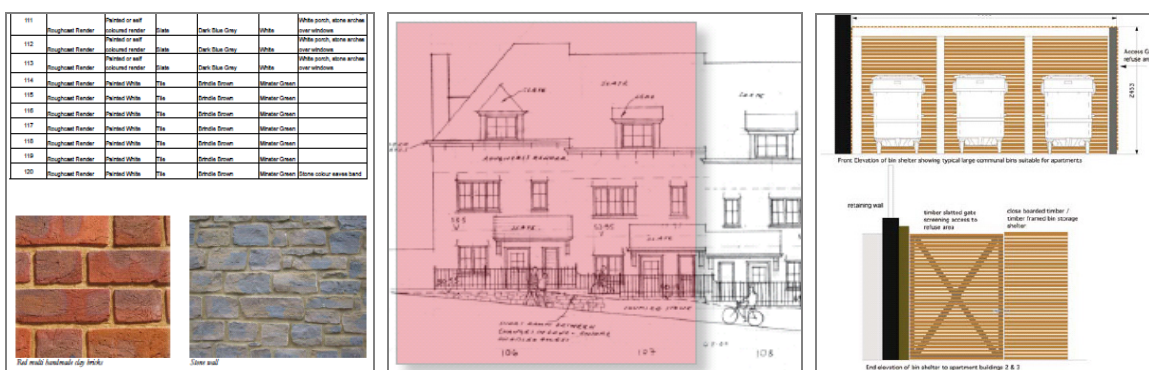 111 Roughcast Render Painted or self coloured render Slate Dark Blue Grey White White porch, stone arches over windows
112 Roughcast Render Painted or self coloured render Slate Dark Blue Grey White White porch, stone arches over windows
113 Roughcast Render Painted or self coloured render Slate Dark Blue Grey White White porch, stone arches over windows
114 Roughcast Render Painted White Tile Brindle Brown Minster Green
115 Roughcast Render Painted White Tile Brindle Brown Minster Green
116 Roughcast Render Painted White Tile Brindle Brown Minster Green
117 Roughcast Render Painted White Tile Brindle Brown Minster Green
118 Roughcast Render Painted White Tile Brindle Brown Minster Green
119 Roughcast Render Painted White Tile Brindle Brown Minster Green
120 Roughcast Render Painted White Tile Brindle Brown Minster Green Stone colour eaves band
Red multi handmade clay bricks
Stone wall
SLATE
LEAD
SLATE
ROUGHCAST RENDER
SLATE
SLATE
106
107
108
Access
refuse are
2453
Front Elevation of bin shelter showing typical large communal bins suitable for apartments
retaining wall
timber slatted gate
screening access to
refuse area
close boarded timber /
timber framed bin storage
shelter
End elevation of bin shelter to apartment buildings 2 & 3